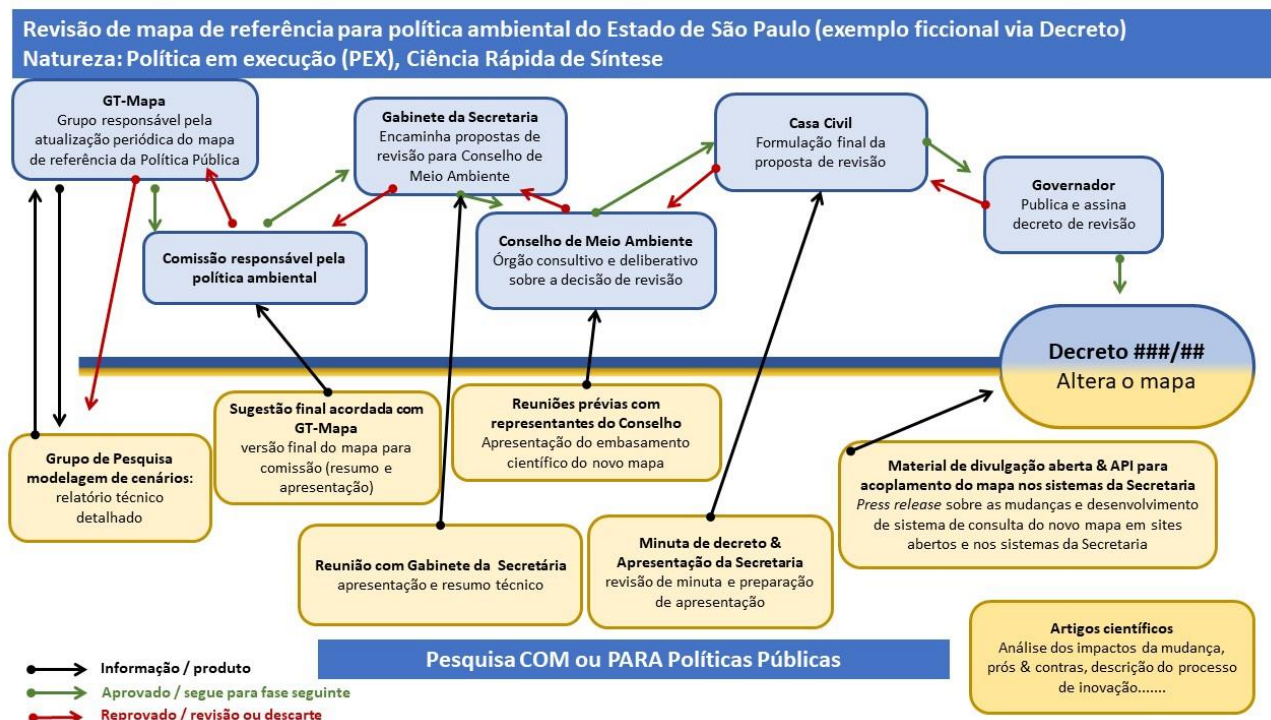 Revisão de mapa de referência para política ambiental do Estado de São Paulo (exemplo ficcional via Decreto)
Natureza: Política em execução (PEX), Ciência Rápida de Síntese
GT-Mapa
Grupo responsável pela
atualização periódica do mapa
de referência da Política Pública
Gabinete da Secretaria
Encaminha propostas de
revisão para Conselho de
Meio Ambiente
Casa Civil
Formulação final da
proposta de revisão
Governador
Publica e assina
decreto de revisão
Comissão responsável pela
política ambiental
Conselho de Meio Ambiente
Órgão consultivo e deliberativo
sobre a decisão de revisão
Decreto ###/##
Altera o mapa
Grupo de Pesquisa
modelagem de cenários:
relatório técnico
detalhado
Sugestão final acordada com
GT-Mapa
versão final do mapa para
comissão (resumo e
apresentação)
Reuniões prévias com
representantes do Conselho
Apresentação do embasamento
científico do novo mapa
Material de divulgação aberta & API para
acoplamento do mapa nos sistemas da Secretaria
Press release sobre as mudanças e desenvolvimento
de sistema de consulta do novo mapa em sites
abertos e nos sistemas da Secretaria
Reunião com Gabinete da Secretária
apresentação e resumo técnico
Minuta de decreto &
Apresentação da Secretaria
revisão de minuta e preparação
de apresentação
Artigos científicos
Análise dos impactos da mudança,
prós & contras, descrição do processo
de inovação.......
Pesquisa COM ou PARA Políticas Públicas
Informação / produto
Aprovado / segue para fase seguinte
Reprovado / revisão ou descarte